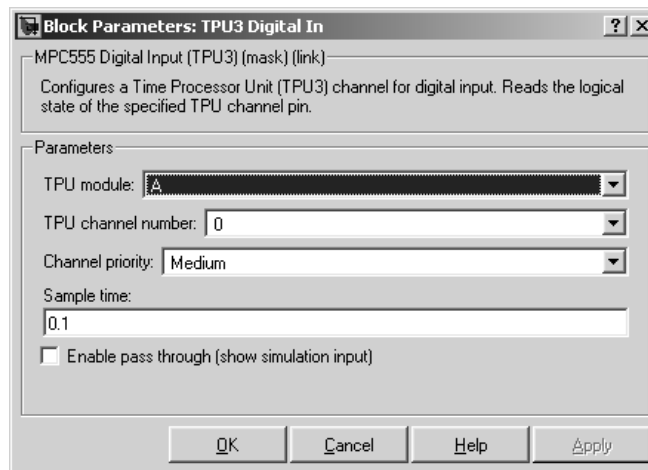 Block Parameters: TPU3 Digital In
MPC555 Digital Input (TPU3) (mask) (link)
Configures a Time Processor Unit (TPU3) channel for digital input. Reads the logical
state of the specified TPU channel pin.
Parameters
TPU module: A
TPU channel number: 0
Channel priority: Medium
Sample time:
0.1
Enable pass through (show simulation input)
OK Cancel Help Apply